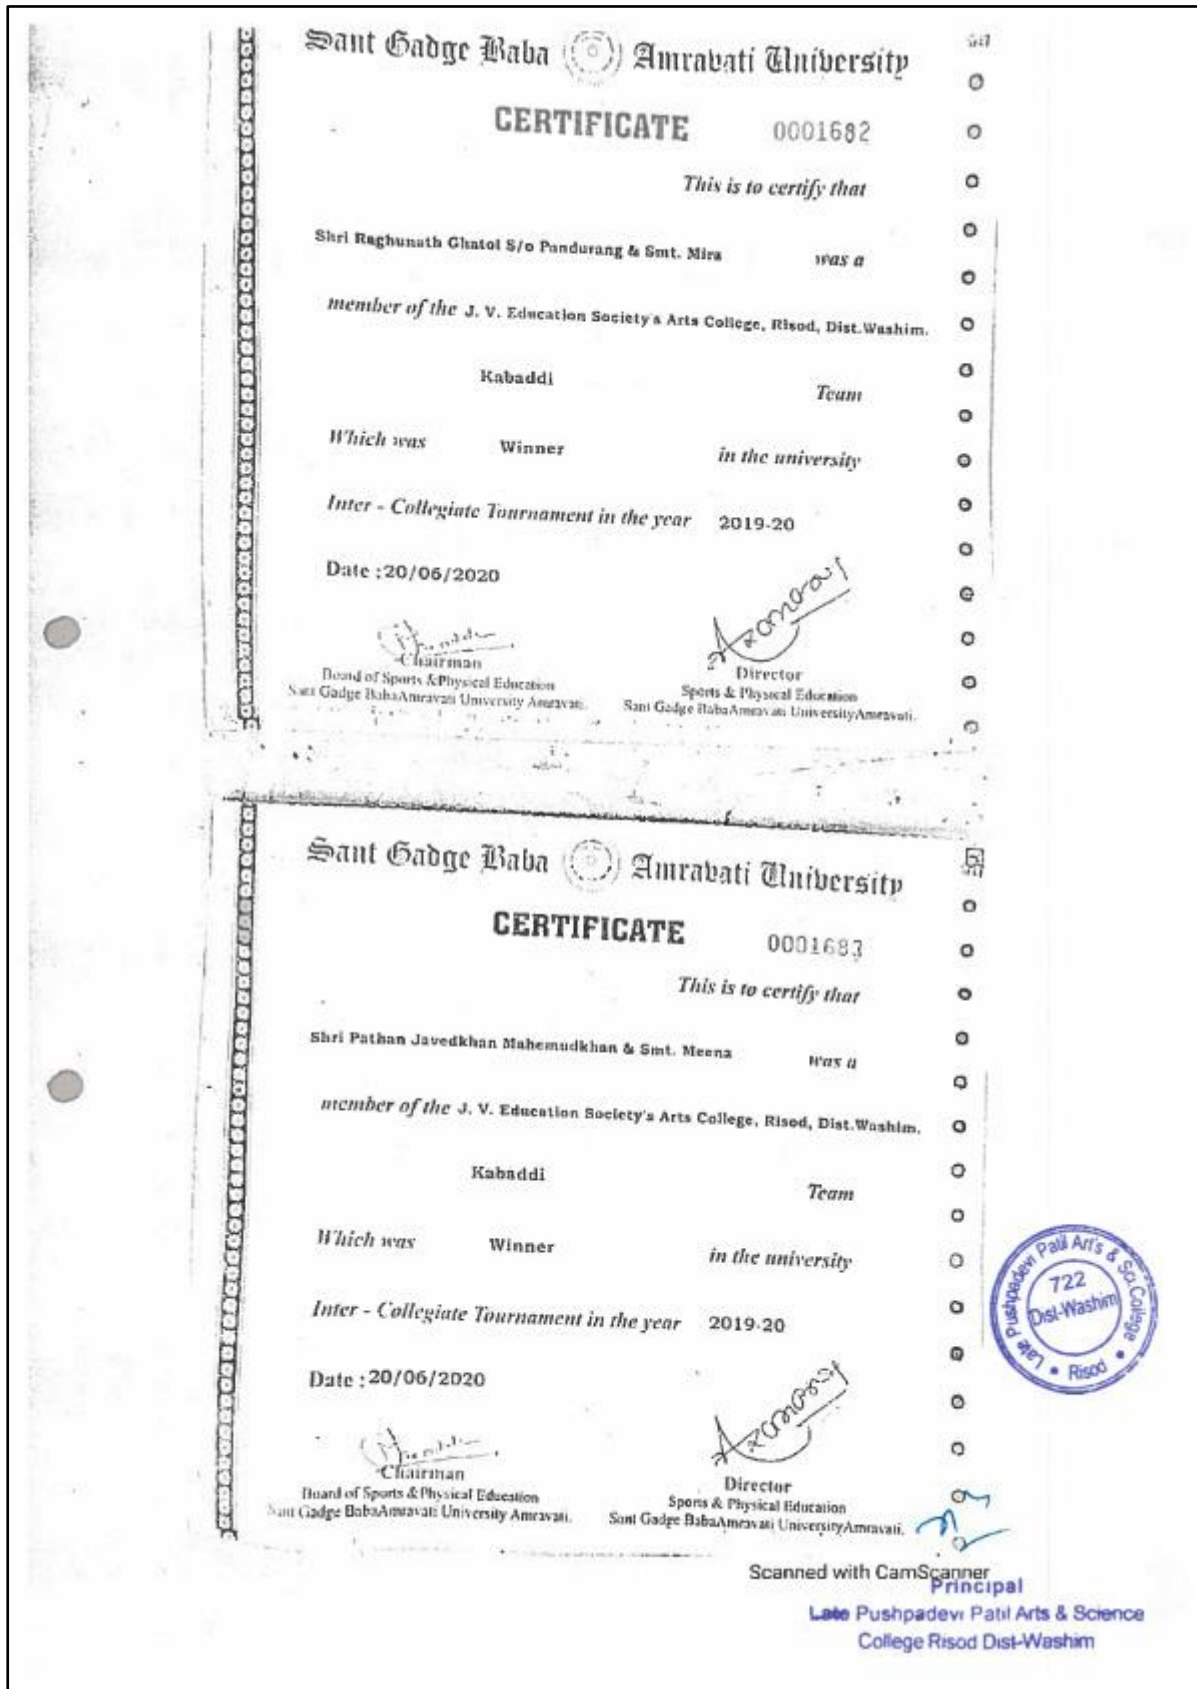 Sant Gadge Baba Amravati University
CERTIFICATE 0001682
This is to certify that
Shri Raghunath Ghatol S/o Pandurang & Smt. Mira was a
member of the J. V. Education Society's Arts College, Risod, Dist.Washim.
Kabaddi Team
Which was Winner in the university
Inter - Collegiate Tournament in the year 2019-20
Date : 20/06/2020
Chairman
Board of Sports & Physical Education
Sant Gadge BabaAmravati University Amravati.
Director
Sports & Physical Education
Sant Gadge BabaAmravati UniversityAmravati.
Sant Gadge Baba Amravati University
CERTIFICATE 0001683
This is to certify that
Shri Pathan Javedkhan Mahemudkhan & Smt. Meena was a
member of the J. V. Education Society's Arts College, Risod, Dist.Washim.
Kabaddi Team
Which was Winner in the university
Inter - Collegiate Tournament in the year 2019-20
Date : 20/06/2020
Chairman
Board of Sports & Physical Education
Sant Gadge BabaAmravati University Amravati.
Director
Sports & Physical Education
Sant Gadge BabaAmravati UniversityAmravati.
Late Pushpadevi Patil Art's & Sci.College
722
Dist-Washim
Risod
Scanned with CamScanner
Principal
Late Pushpadevi Patil Arts & Science
College Risod Dist-Washim